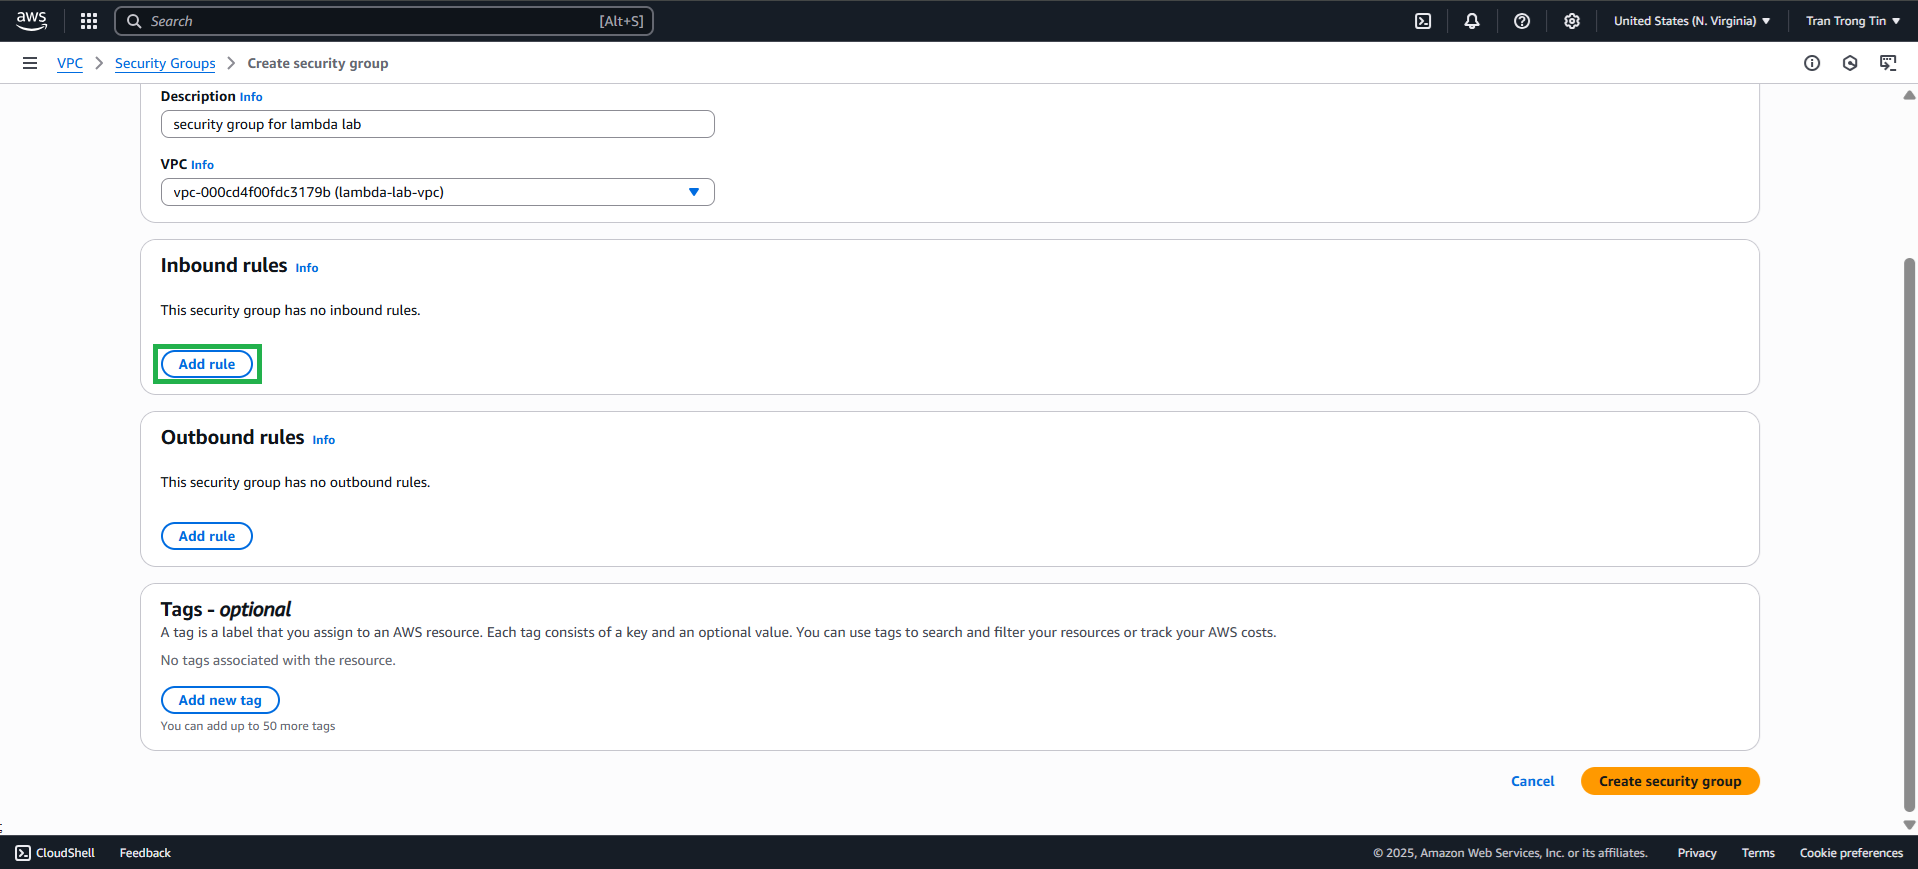 aws
Search [Alt+S]
United States (N. Virginia)
Tran Trong Tin
VPC
Security Groups
Create security group
Description Info
security group for lambda lab
VPC Info
vpc-000cd4f00fdc3179b (lambda-lab-vpc)
Inbound rules Info
This security group has no inbound rules.
Add rule
Outbound rules Info
This security group has no outbound rules.
Add rule
Tags - optional
A tag is a label that you assign to an AWS resource. Each tag consists of a key and an optional value. You can use tags to search and filter your resources or track your AWS costs.
No tags associated with the resource.
Add new tag
You can add up to 50 more tags
Cancel
Create security group
CloudShell
Feedback
© 2025, Amazon Web Services, Inc. or its affiliates.
Privacy
Terms
Cookie preferences